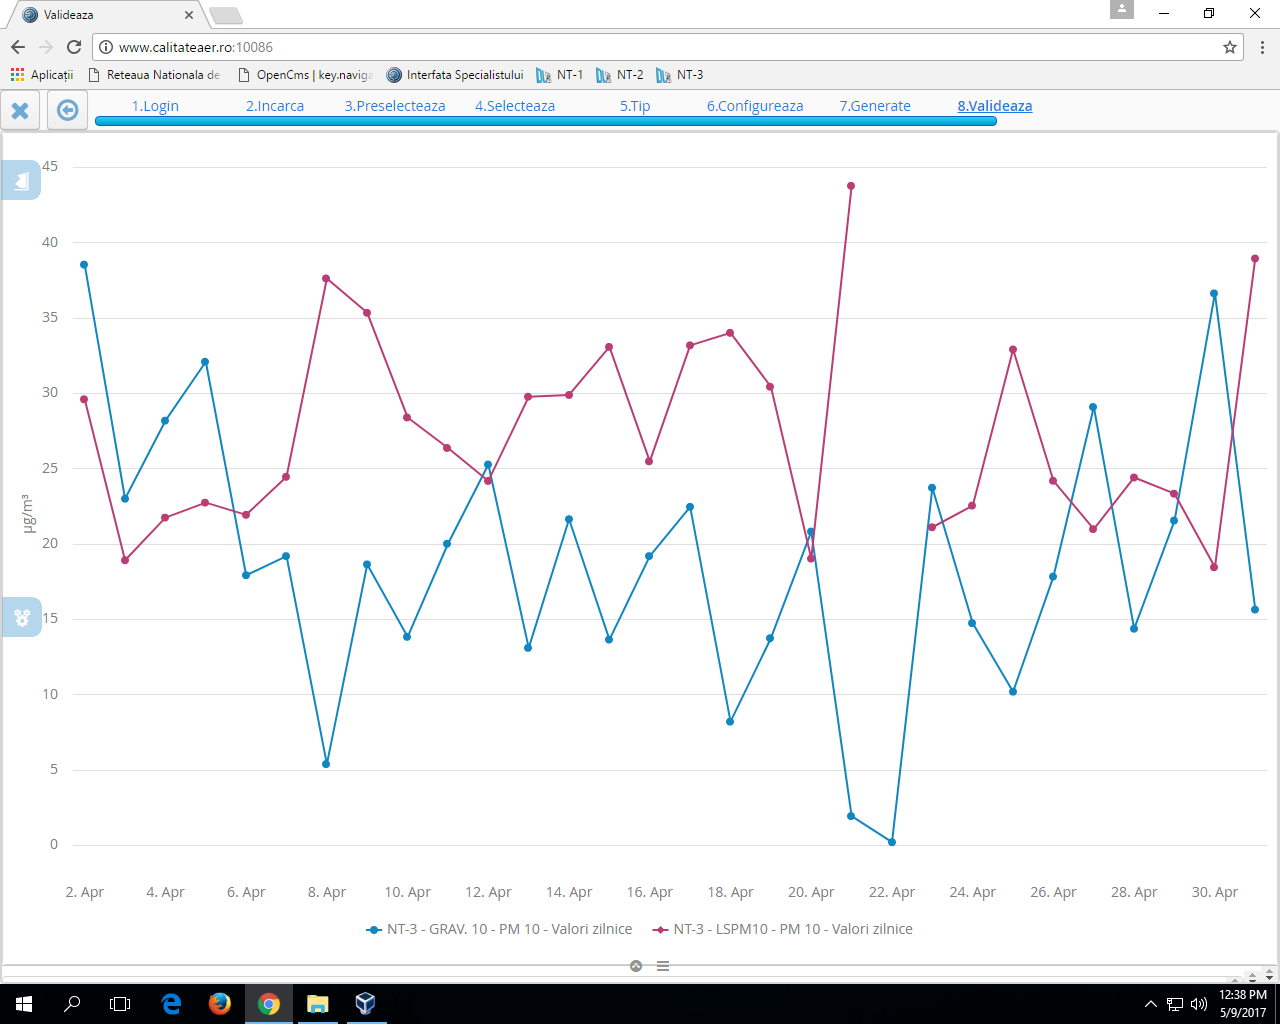 Valideaza
www.calitateaer.ro:10086
Aplicații Reteaua Nationala de OpenCms | key.naviga Interfata Specialistului NT-1 NT-2 NT-3
1.Login 2.Incarca 3.Preselecteaza 4.Selecteaza 5.Tip 6.Configureaza 7.Generate 8.Valideaza
45
40
35
30
25
µg/m³
20
15
10
5
0
2. Apr 4. Apr 6. Apr 8. Apr 10. Apr 12. Apr 14. Apr 16. Apr 18. Apr 20. Apr 22. Apr 24. Apr 26. Apr 28. Apr 30. Apr
NT-3 - GRAV. 10 - PM 10 - Valori zilnice NT-3 - LSPM10 - PM 10 - Valori zilnice
12:38 PM
5/9/2017